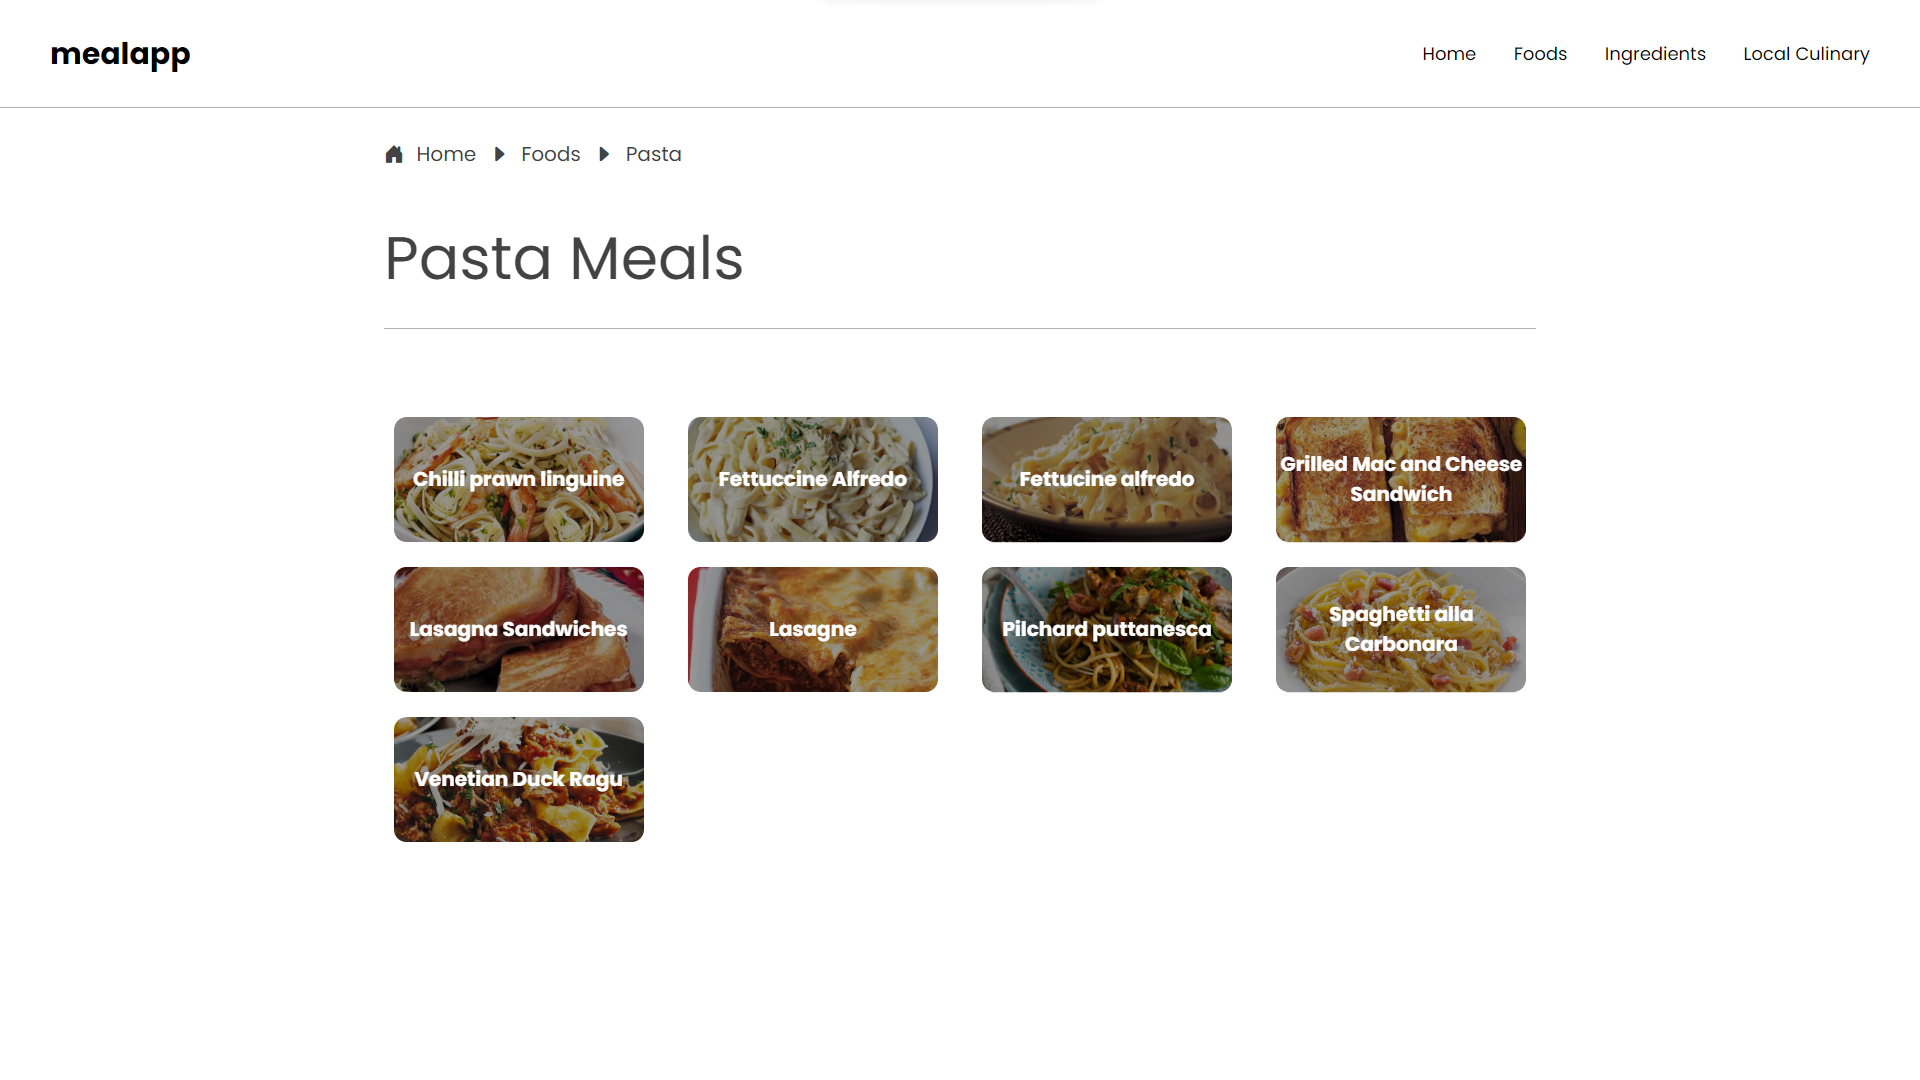 mealapp
Home Foods Ingredients Local Culinary
Home Foods Pasta
Pasta Meals
Chilli prawn linguine
Fettuccine Alfredo
Fettucine alfredo
Grilled Mac and Cheese
Sandwich
Lasagna Sandwiches
Lasagne
Pilchard puttanesca
Spaghetti alla
Carbonara
Venetian Duck Ragu